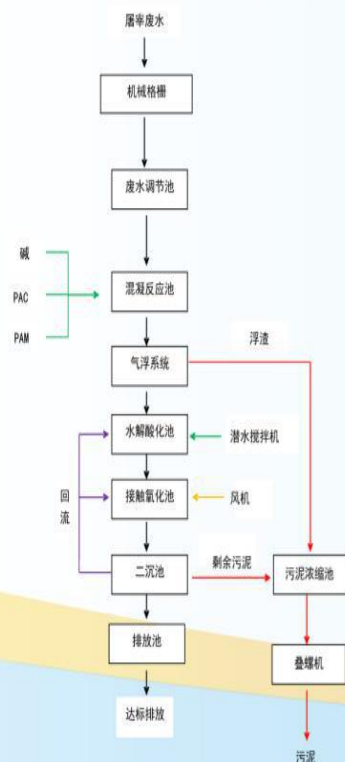 屠宰废水
机械格栅
废水调节池
碱
PAC
混凝反应池
PAM
浮渣
气浮系统
水解酸化池
潜水搅拌机
回
流
接触氧化池
风机
剩余污泥
二沉池
污泥浓缩池
排放池
叠螺机
达标排放
污泥